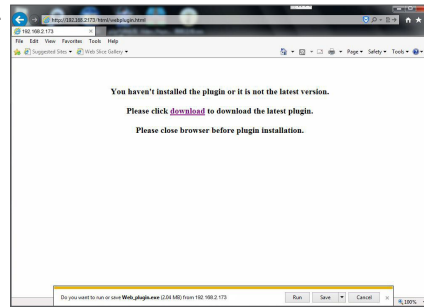 http://192.168.2.173/html/webplugin.html
192.168.2.173
File Edit View Favorites Tools Help
Suggested Sites Web Slice Gallery
Page Safety Tools
You haven't installed the plugin or it is not the latest version.
Please click download to download the latest plugin.
Please close browser before plugin installation.
Do you want to run or save Web_plugin.exe (2.04 MB) from 192.168.2.173
Run Save Cancel
100%